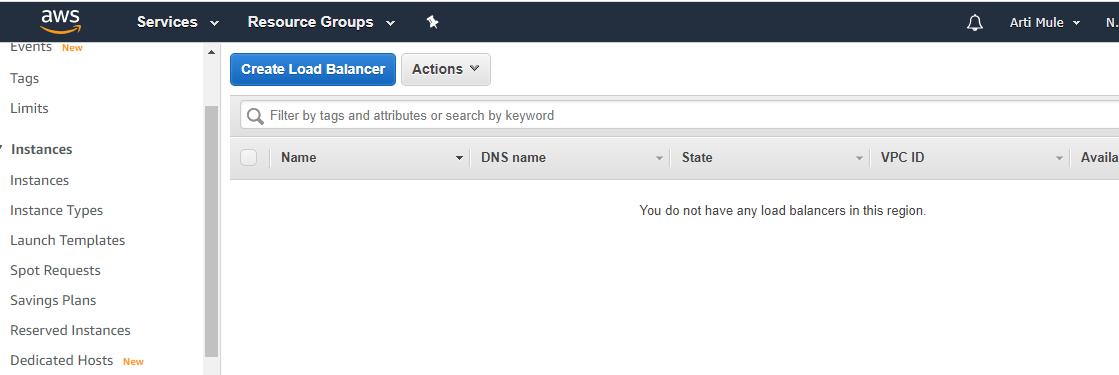 aws
Services
Resource Groups
Arti Mule
N.
Events New
Tags
Limits
Instances
Instances
Instance Types
Launch Templates
Spot Requests
Savings Plans
Reserved Instances
Dedicated Hosts New
Create Load Balancer
Actions
Filter by tags and attributes or search by keyword
Name
DNS name
State
VPC ID
Availa
You do not have any load balancers in this region.